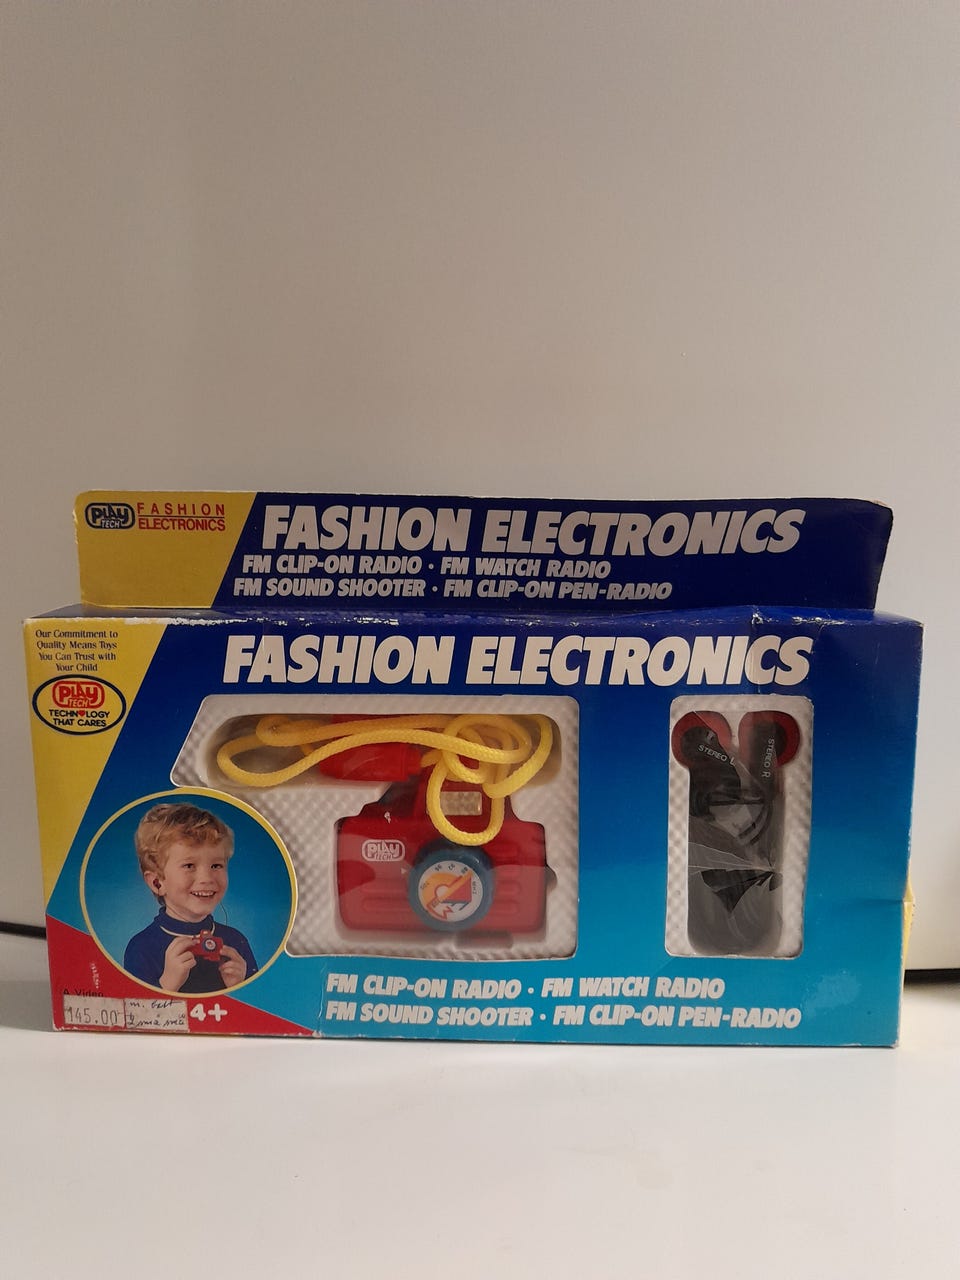 PLAY
TECH
FASHION
ELECTRONICS
FASHION ELECTRONICS
FM CLIP-ON RADIO · FM WATCH RADIO
FM SOUND SHOOTER · FM CLIP-ON PEN-RADIO
Our Commitment to
Quality Means Toys
You Can Trust with
Your Child
PLAY
TECH
TECHNOLOGY
THAT CARES
FASHION ELECTRONICS
STEREO L
STEREO R
PLAY
TECH
FM CLIP-ON RADIO · FM WATCH RADIO
FM SOUND SHOOTER · FM CLIP-ON PEN-RADIO
A Video
145.00
4+